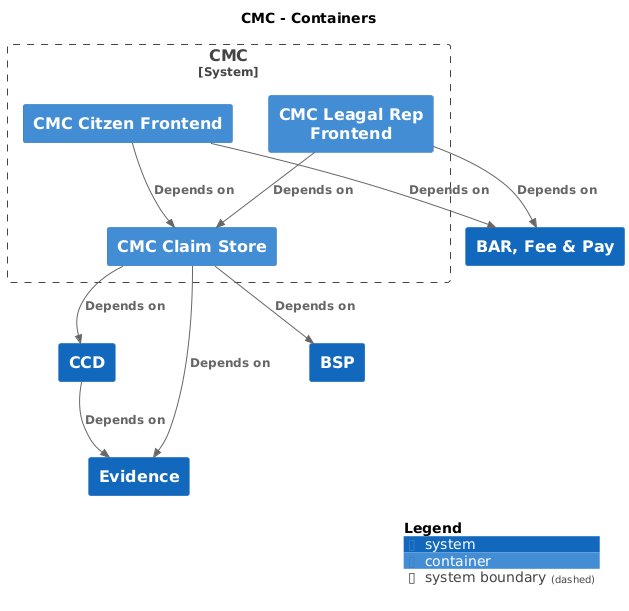 CMC - Containers
CMC
[System]
CMC Citzen Frontend
CMC Leagal Rep
Frontend
Depends on
Depends on
Depends on
Depends on
CMC Claim Store
BAR, Fee & Pay
Depends on
Depends on
Depends on
CCD
BSP
Depends on
Evidence
Legend
system
container
system boundary (dashed)